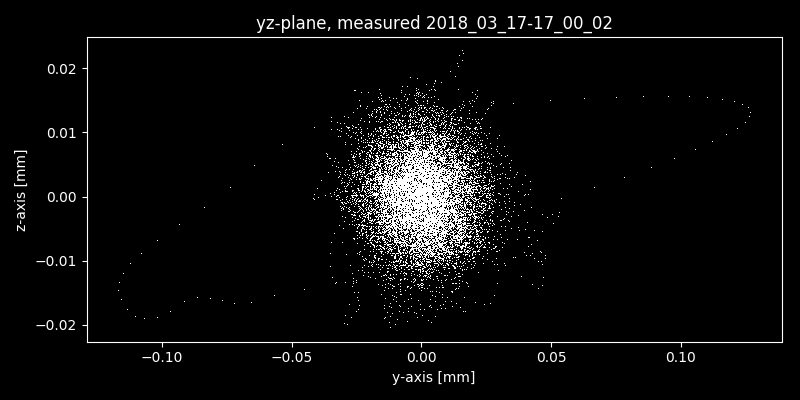 yz-plane, measured 2018_03_17-17_00_02
0.02
0.01
0.00
−0.01
−0.02
z-axis [mm]
−0.10 −0.05 0.00 0.05 0.10
y-axis [mm]